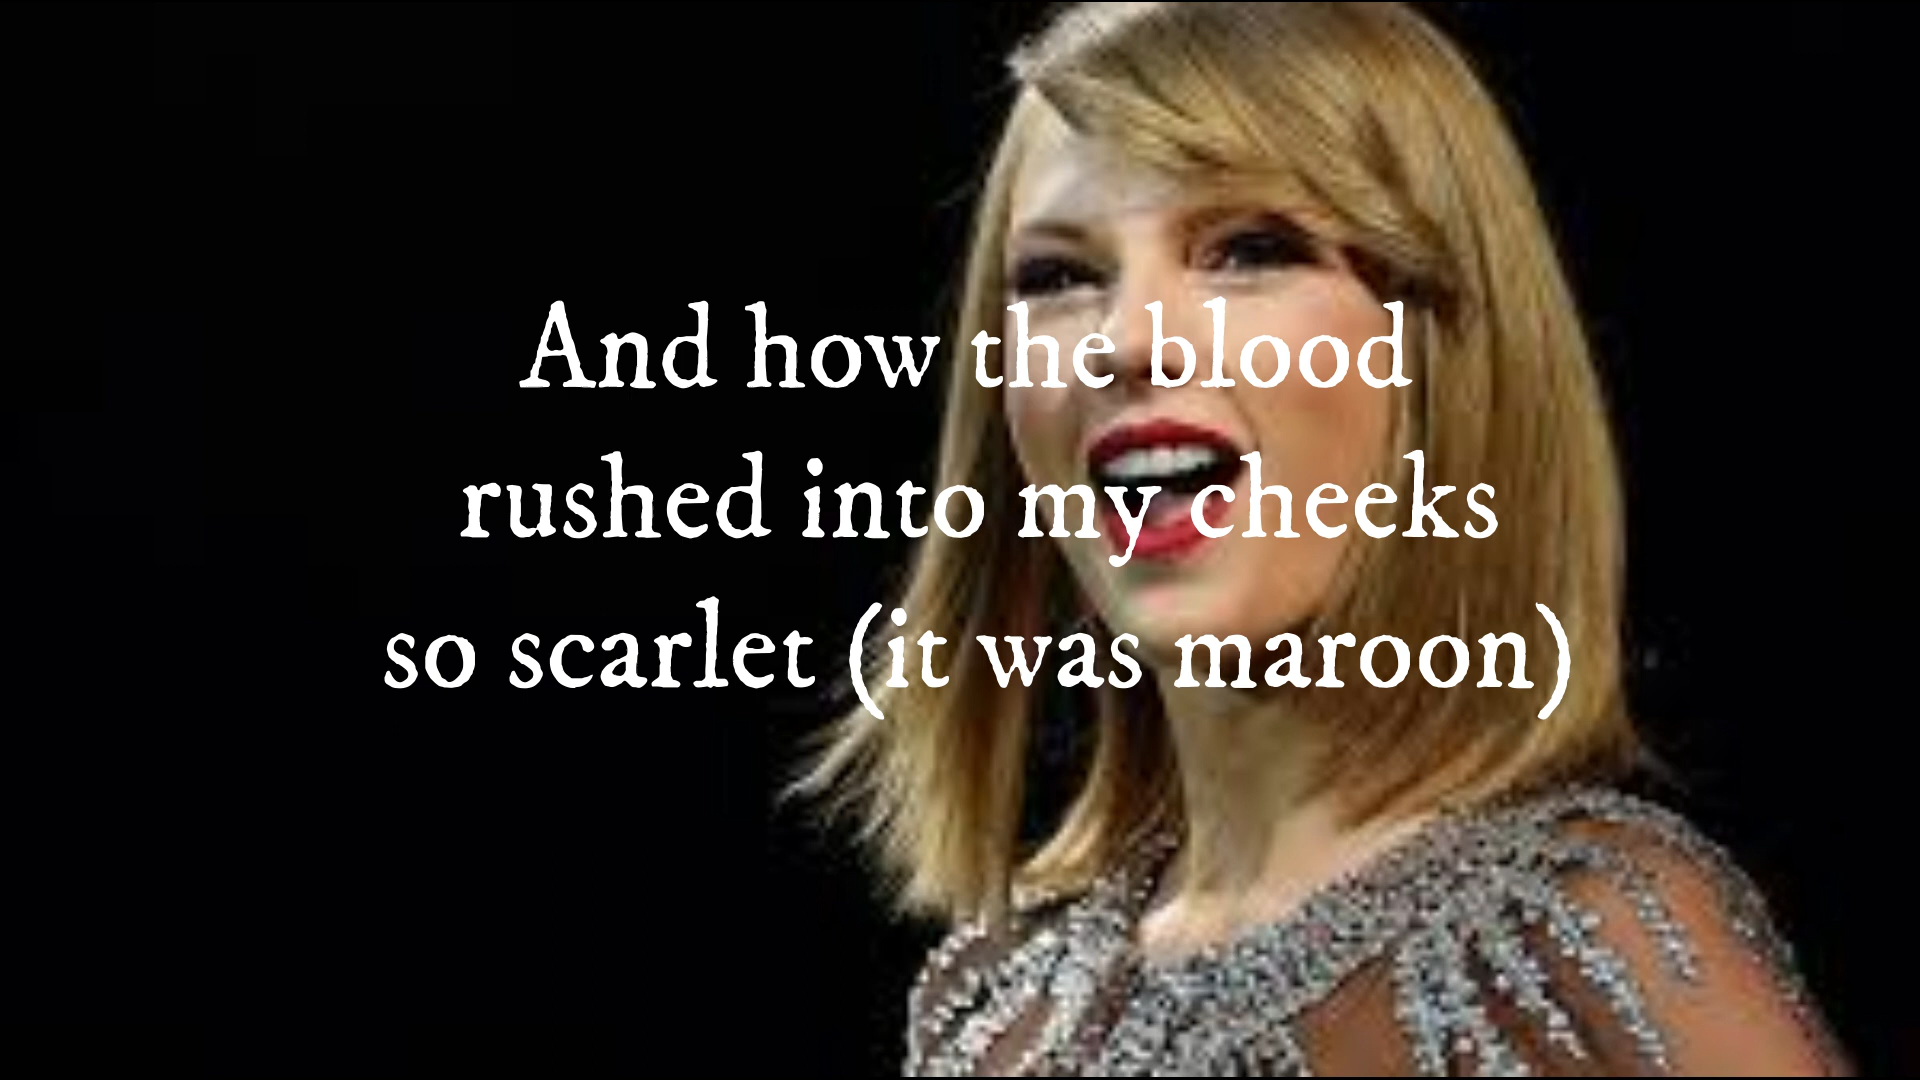 And how the blood
rushed into my cheeks
so scarlet (it was maroon)